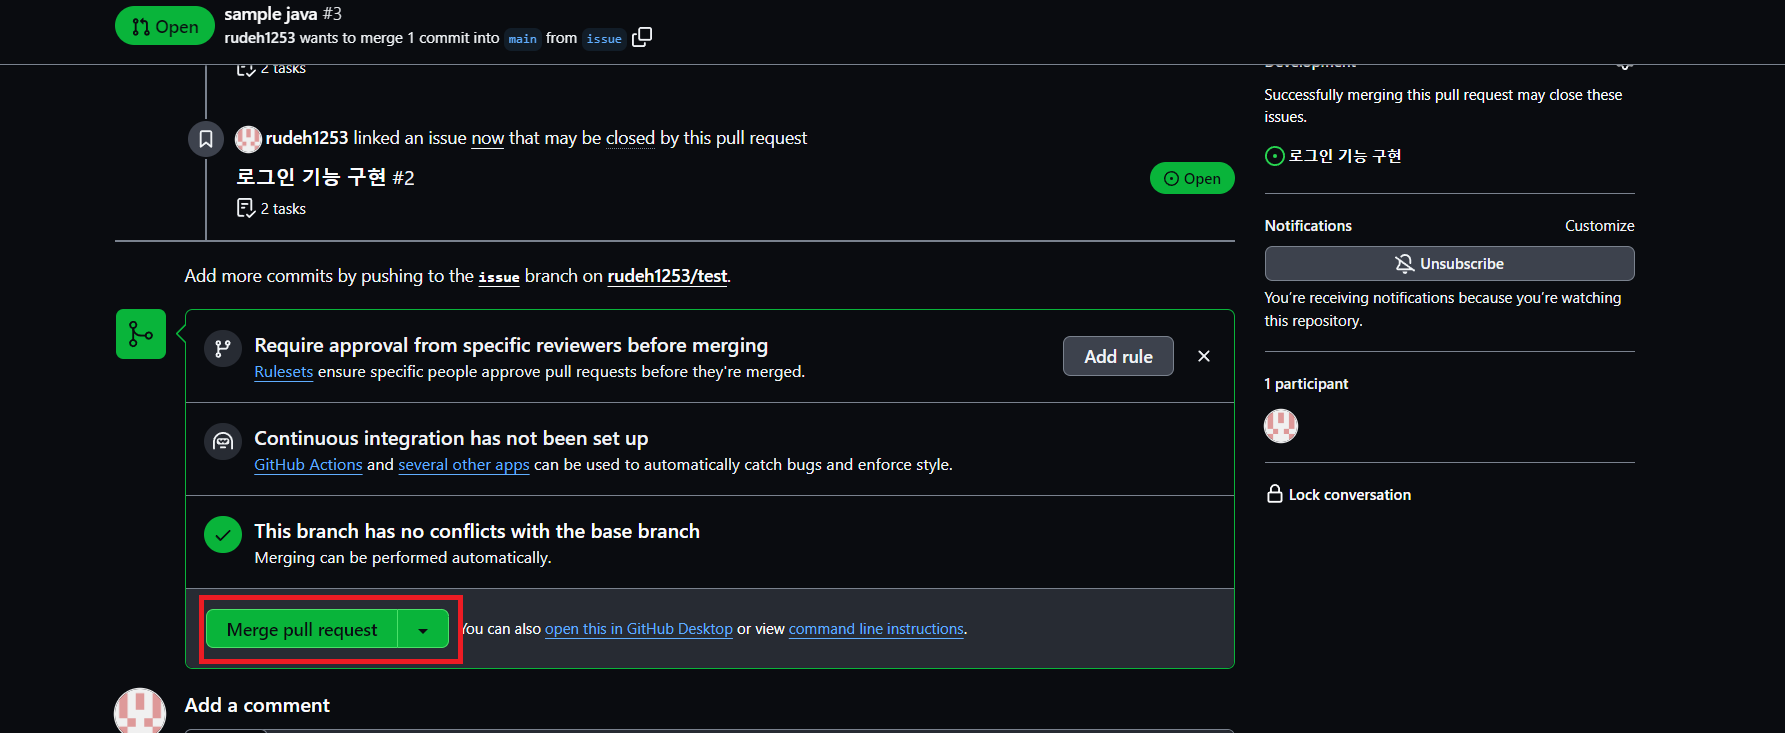 Open
sample java #3
rudeh1253 wants to merge 1 commit into main from issue
2 tasks
rudeh1253 linked an issue now that may be closed by this pull request
로그인 기능 구현 #2
Open
2 tasks
Add more commits by pushing to the issue branch on rudeh1253/test.
Require approval from specific reviewers before merging
Rulesets ensure specific people approve pull requests before they're merged.
Add rule
Continuous integration has not been set up
GitHub Actions and several other apps can be used to automatically catch bugs and enforce style.
This branch has no conflicts with the base branch
Merging can be performed automatically.
Merge pull request
You can also open this in GitHub Desktop or view command line instructions.
Add a comment
Development
Successfully merging this pull request may close these
issues.
로그인 기능 구현
Notifications
Customize
Unsubscribe
You're receiving notifications because you're watching
this repository.
1 participant
Lock conversation